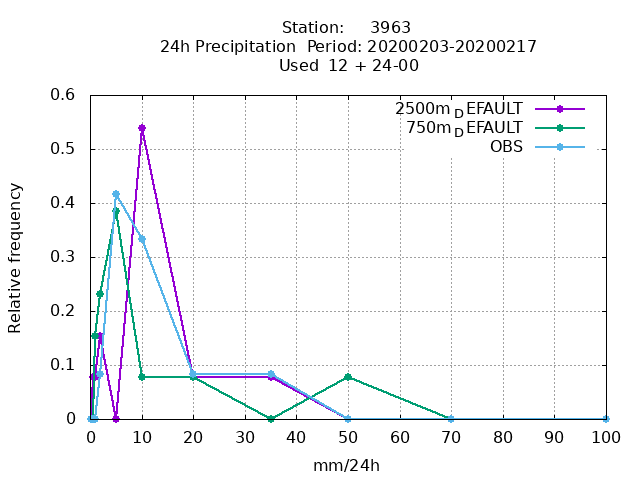 Station: 3963
24h Precipitation Period: 20200203-20200217
Used 12 + 24-00
0.6
0.5
0.4
0.3
0.2
0.1
0
Relative frequency
2500m_DEFAULT
750m_DEFAULT
OBS
0 10 20 30 40 50 60 70 80 90 100
mm/24h